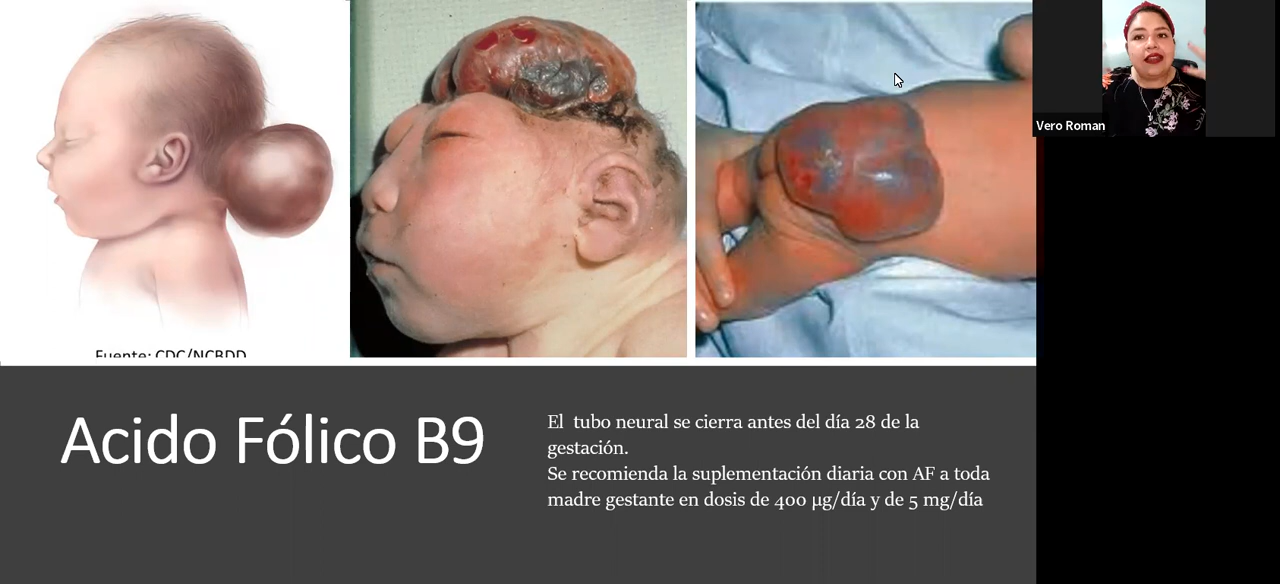 Vero Roman
Fuente: CDC/NCBDD
Acido Fólico B9
El tubo neural se cierra antes del día 28 de la
gestación.
Se recomienda la suplementación diaria con AF a toda
madre gestante en dosis de 400 µg/día y de 5 mg/día